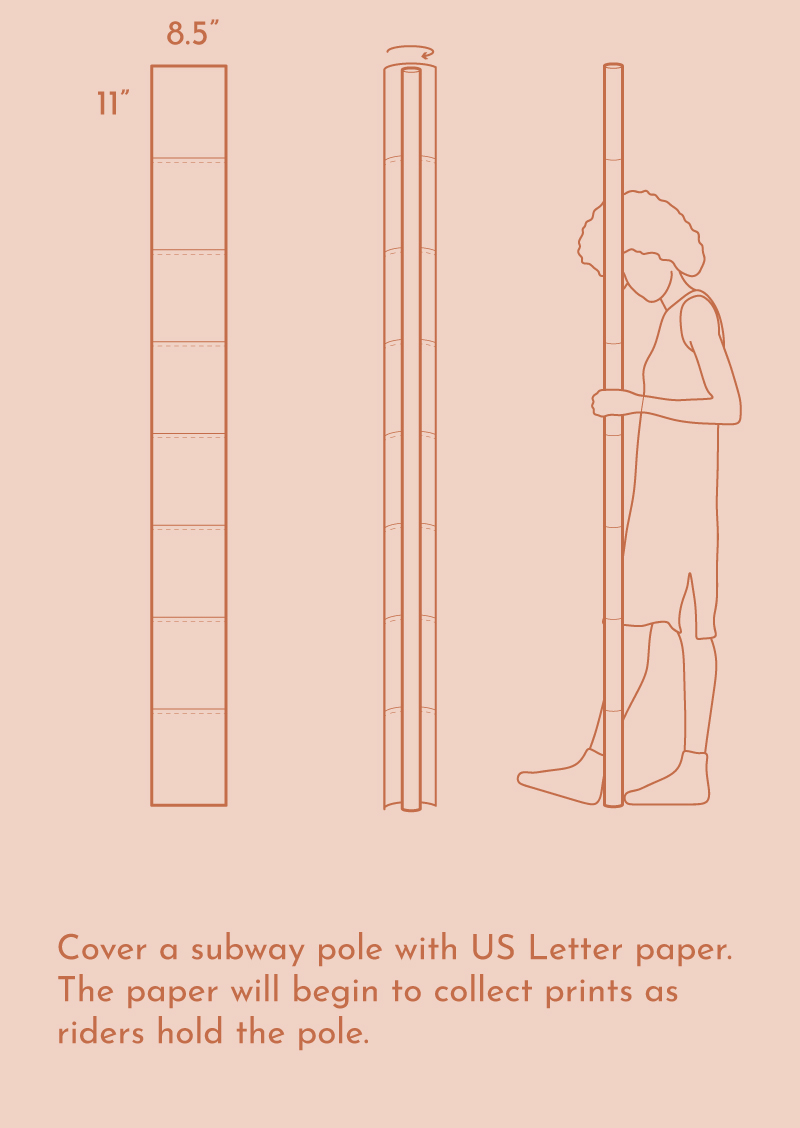 8.5”
11”
Cover a subway pole with US Letter paper.
The paper will begin to collect prints as
riders hold the pole.